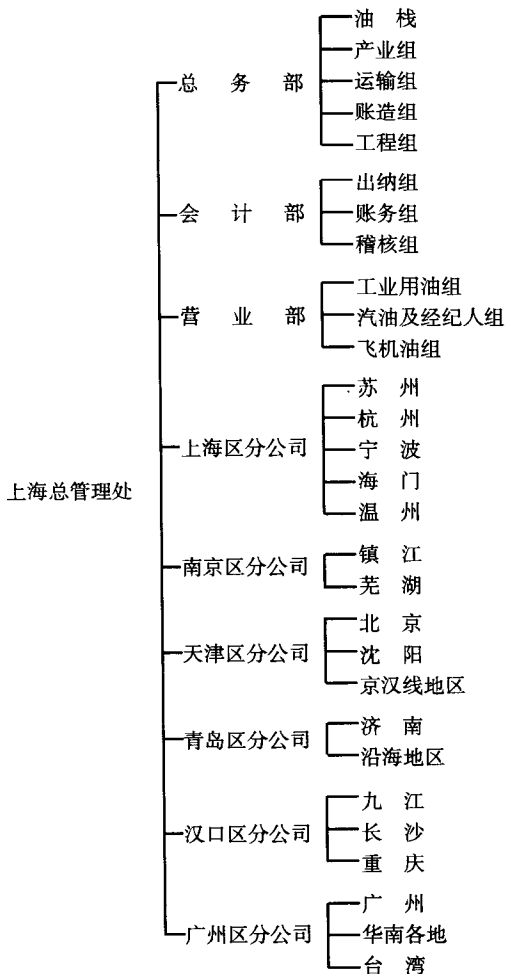 油 栈
产业组
总 务 部
运输组
账造组
工程组
出纳组
会 计 部
账务组
稽核组
工业用油组
营 业 部
汽油及经纪人组
飞机油组
苏 州
杭 州
上海区分公司
宁 波
海 门
上海总管理处
温 州
镇 江
南京区分公司
芜 湖
北 京
天津区分公司
沈 阳
京汉线地区
济 南
青岛区分公司
沿海地区
九 江
汉口区分公司
长 沙
重 庆
广 州
广州区分公司
华南各地
台 湾